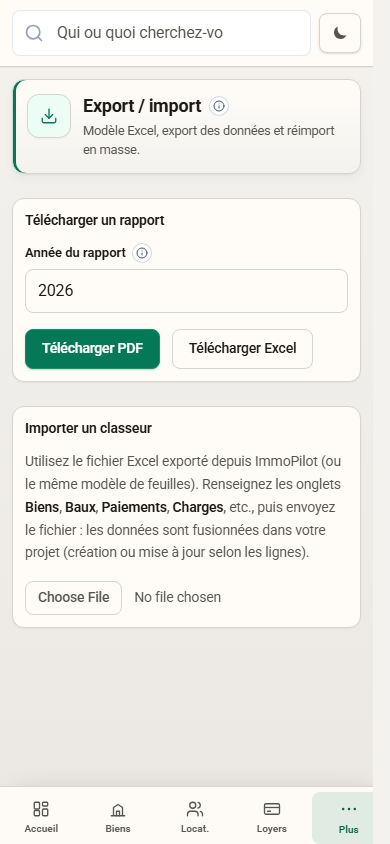 Qui ou quoi cherchez-vo
Export / import
Modèle Excel, export des données et réimport
en masse.
Télécharger un rapport
Année du rapport
2026
Télécharger PDF
Télécharger Excel
Importer un classeur
Utilisez le fichier Excel exporté depuis ImmoPilot (ou
le même modèle de feuilles). Renseignez les onglets
Biens, Baux, Paiements, Charges, etc., puis envoyez
le fichier : les données sont fusionnées dans votre
projet (création ou mise à jour selon les lignes).
Choose File
No file chosen
Accueil
Biens
Locat.
Loyers
Plus